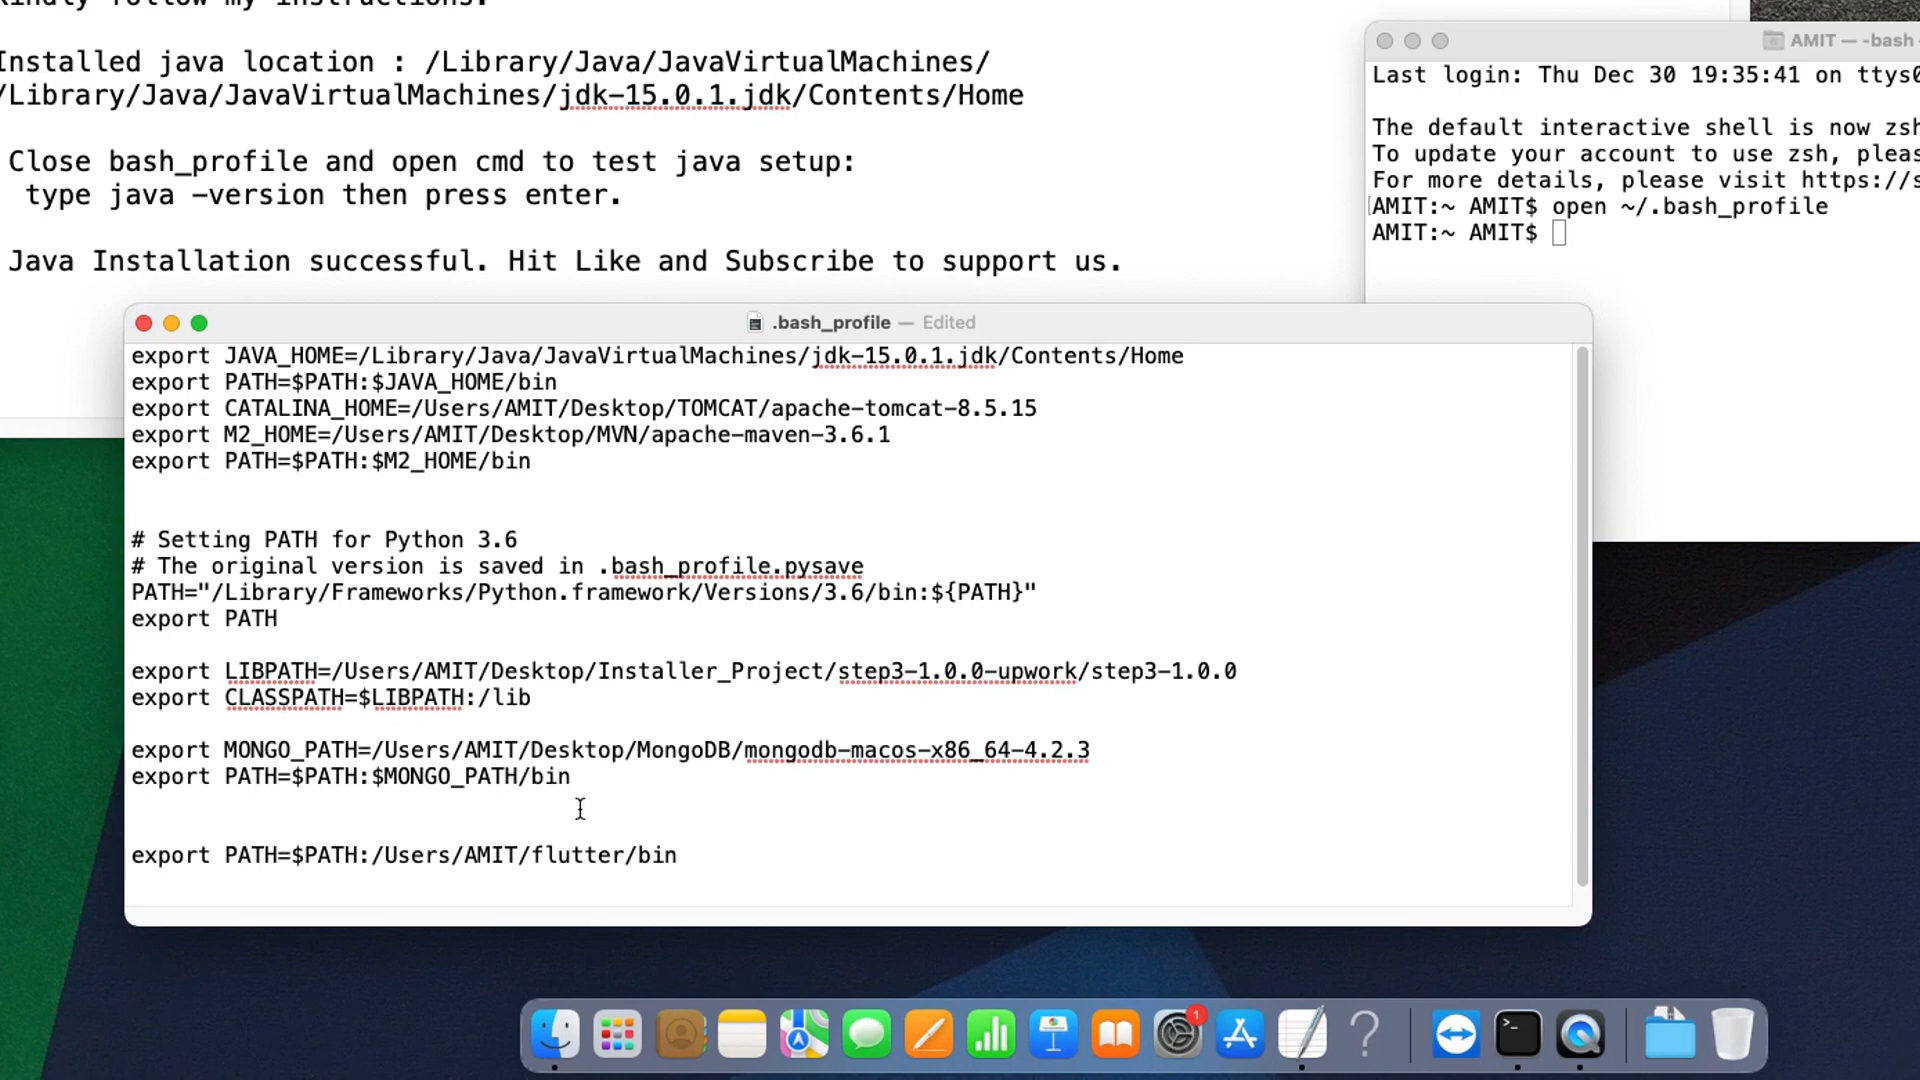 Kindly follow my instructions.
Installed java location : /Library/Java/JavaVirtualMachines/
/Library/Java/JavaVirtualMachines/jdk-15.0.1.jdk/Contents/Home
Close bash_profile and open cmd to test java setup:
type java -version then press enter.
Java Installation successful. Hit Like and Subscribe to support us.
AMIT — -bash
Last login: Thu Dec 30 19:35:41 on ttys0
The default interactive shell is now zsh
To update your account to use zsh, pleas
For more details, please visit https://s
AMIT:~ AMIT$ open ~/.bash_profile
AMIT:~ AMIT$
.bash_profile — Edited
export JAVA_HOME=/Library/Java/JavaVirtualMachines/jdk-15.0.1.jdk/Contents/Home
export PATH=$PATH:$JAVA_HOME/bin
export CATALINA_HOME=/Users/AMIT/Desktop/TOMCAT/apache-tomcat-8.5.15
export M2_HOME=/Users/AMIT/Desktop/MVN/apache-maven-3.6.1
export PATH=$PATH:$M2_HOME/bin
# Setting PATH for Python 3.6
# The original version is saved in .bash_profile.pysave
PATH="/Library/Frameworks/Python.framework/Versions/3.6/bin:${PATH}"
export PATH
export LIBPATH=/Users/AMIT/Desktop/Installer_Project/step3-1.0.0-upwork/step3-1.0.0
export CLASSPATH=$LIBPATH:/lib
export MONGO_PATH=/Users/AMIT/Desktop/MongoDB/mongodb-macos-x86_64-4.2.3
export PATH=$PATH:$MONGO_PATH/bin
export PATH=$PATH:/Users/AMIT/flutter/bin
1